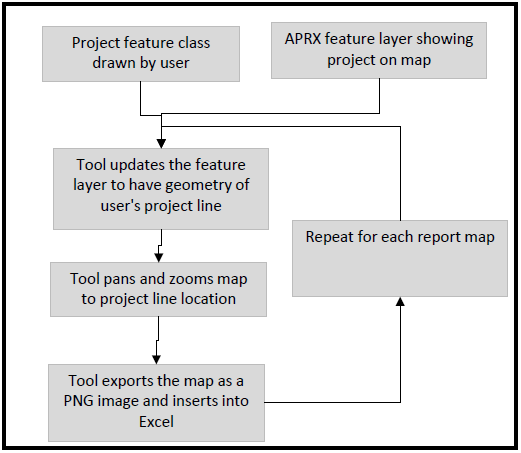 Project feature class
drawn by user
APRX feature layer showing
project on map
Tool updates the feature
layer to have geometry of
user's project line
Repeat for each report map
Tool pans and zooms map
to project line location
Tool exports the map as a
PNG image and inserts into
Excel